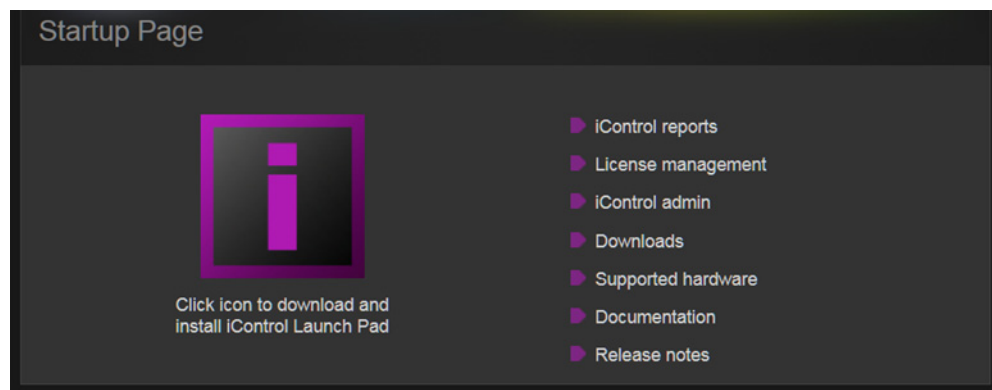 Startup Page
Click icon to download and
install iControl Launch Pad
iControl reports
License management
iControl admin
Downloads
Supported hardware
Documentation
Release notes